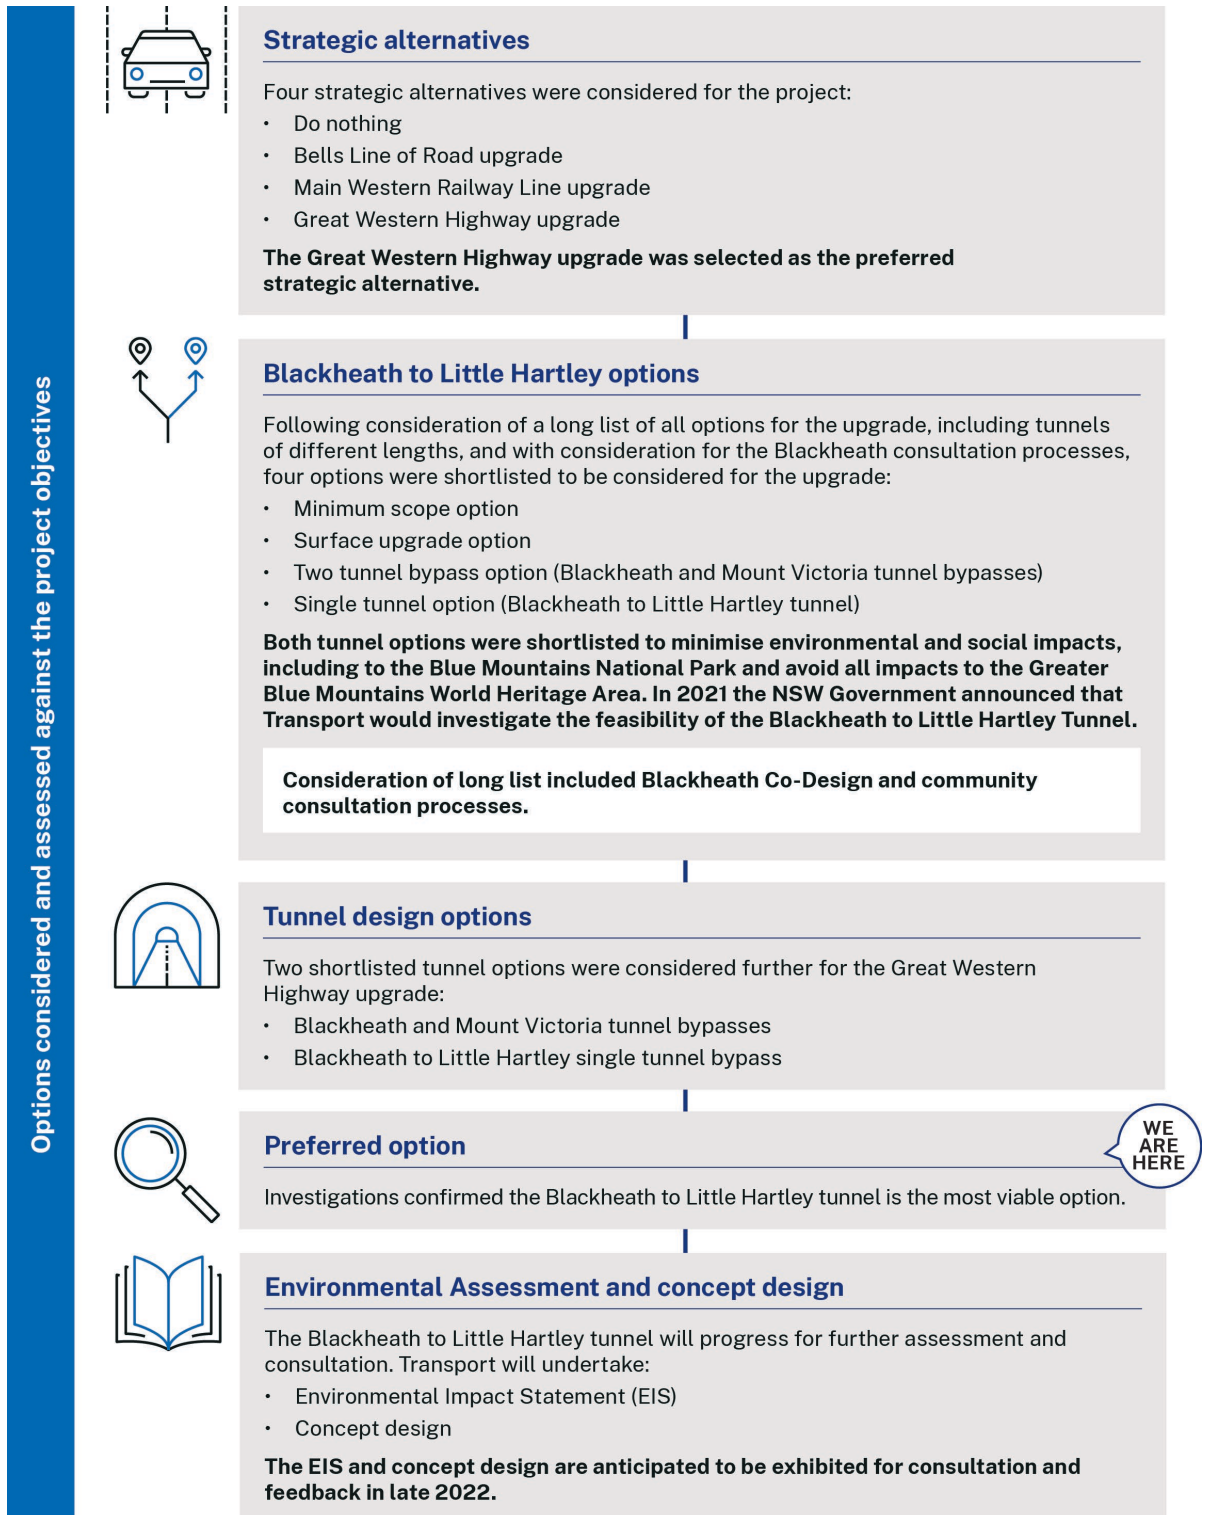 Options considered and assessed against the project objectives
Strategic alternatives
Four strategic alternatives were considered for the project:
• Do nothing
• Bells Line of Road upgrade
• Main Western Railway Line upgrade
• Great Western Highway upgrade
The Great Western Highway upgrade was selected as the preferred
strategic alternative.
Blackheath to Little Hartley options
Following consideration of a long list of all options for the upgrade, including tunnels
of different lengths, and with consideration for the Blackheath consultation processes,
four options were shortlisted to be considered for the upgrade:
• Minimum scope option
• Surface upgrade option
• Two tunnel bypass option (Blackheath and Mount Victoria tunnel bypasses)
• Single tunnel option (Blackheath to Little Hartley tunnel)
Both tunnel options were shortlisted to minimise environmental and social impacts,
including to the Blue Mountains National Park and avoid all impacts to the Greater
Blue Mountains World Heritage Area. In 2021 the NSW Government announced that
Transport would investigate the feasibility of the Blackheath to Little Hartley Tunnel.
Consideration of long list included Blackheath Co-Design and community
consultation processes.
Tunnel design options
Two shortlisted tunnel options were considered further for the Great Western
Highway upgrade:
• Blackheath and Mount Victoria tunnel bypasses
• Blackheath to Little Hartley single tunnel bypass
Preferred option
WE
ARE
HERE
Investigations confirmed the Blackheath to Little Hartley tunnel is the most viable option.
Environmental Assessment and concept design
The Blackheath to Little Hartley tunnel will progress for further assessment and
consultation. Transport will undertake:
• Environmental Impact Statement (EIS)
• Concept design
The EIS and concept design are anticipated to be exhibited for consultation and
feedback in late 2022.